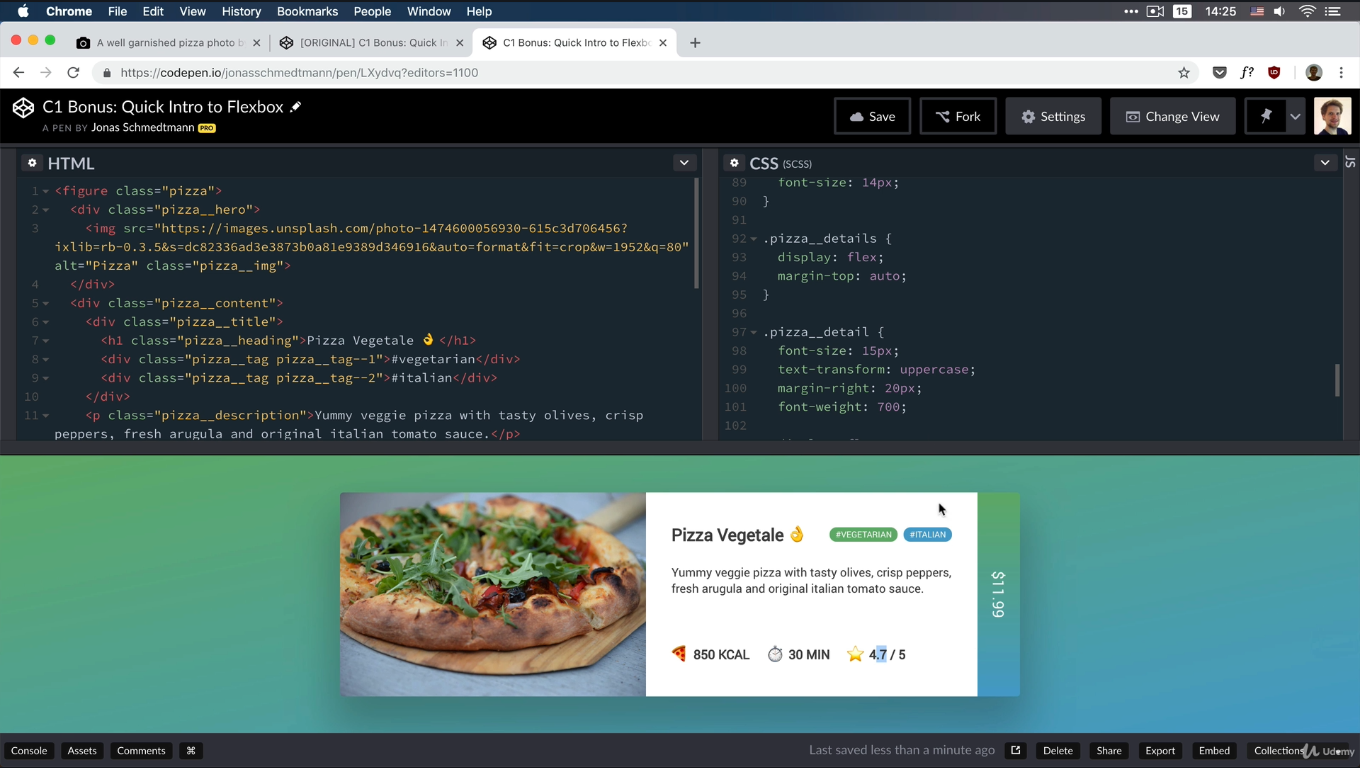 Chrome File Edit View History Bookmarks People Window Help
15 14:25
A well garnished pizza photo b
[ORIGINAL] C1 Bonus: Quick In
C1 Bonus: Quick Intro to Flexbo
https://codepen.io/jonasschmedtmann/pen/LXydvq?editors=1100
f?
C1 Bonus: Quick Intro to Flexbox
A PEN BY Jonas Schmedtmann PRO
Save Fork Settings Change View
HTML
1 <figure class="pizza">
2 <div class="pizza__hero">
3 <img src="https://images.unsplash.com/photo-1474600056930-615c3d706456?
ixlib=rb-0.3.5&s=dc82336ad3e3873b0a81e9389d346916&auto=format&fit=crop&w=1952&q=80"
alt="Pizza" class="pizza__img">
4 </div>
5 <div class="pizza__content">
6 <div class="pizza__title">
7 <h1 class="pizza__heading">Pizza Vegetale 👌 </h1>
8 <div class="pizza__tag pizza__tag--1">#vegetarian</div>
9 <div class="pizza__tag pizza__tag--2">#italian</div>
10 </div>
11 <p class="pizza__description">Yummy veggie pizza with tasty olives, crisp
peppers, fresh arugula and original italian tomato sauce.</p>
CSS (SCSS)
JS
89 font-size: 14px;
90 }
91
92 .pizza__details {
93 display: flex;
94 margin-top: auto;
95 }
96
97 .pizza__detail {
98 font-size: 15px;
99 text-transform: uppercase;
100 margin-right: 20px;
101 font-weight: 700;
102
Pizza Vegetale 👌 #VEGETARIAN #ITALIAN
Yummy veggie pizza with tasty olives, crisp peppers,
fresh arugula and original italian tomato sauce.
850 KCAL 30 MIN 4.7 / 5
$11.99
Console Assets Comments ⌘
Last saved less than a minute ago Delete Share Export Embed Collections
Udemy